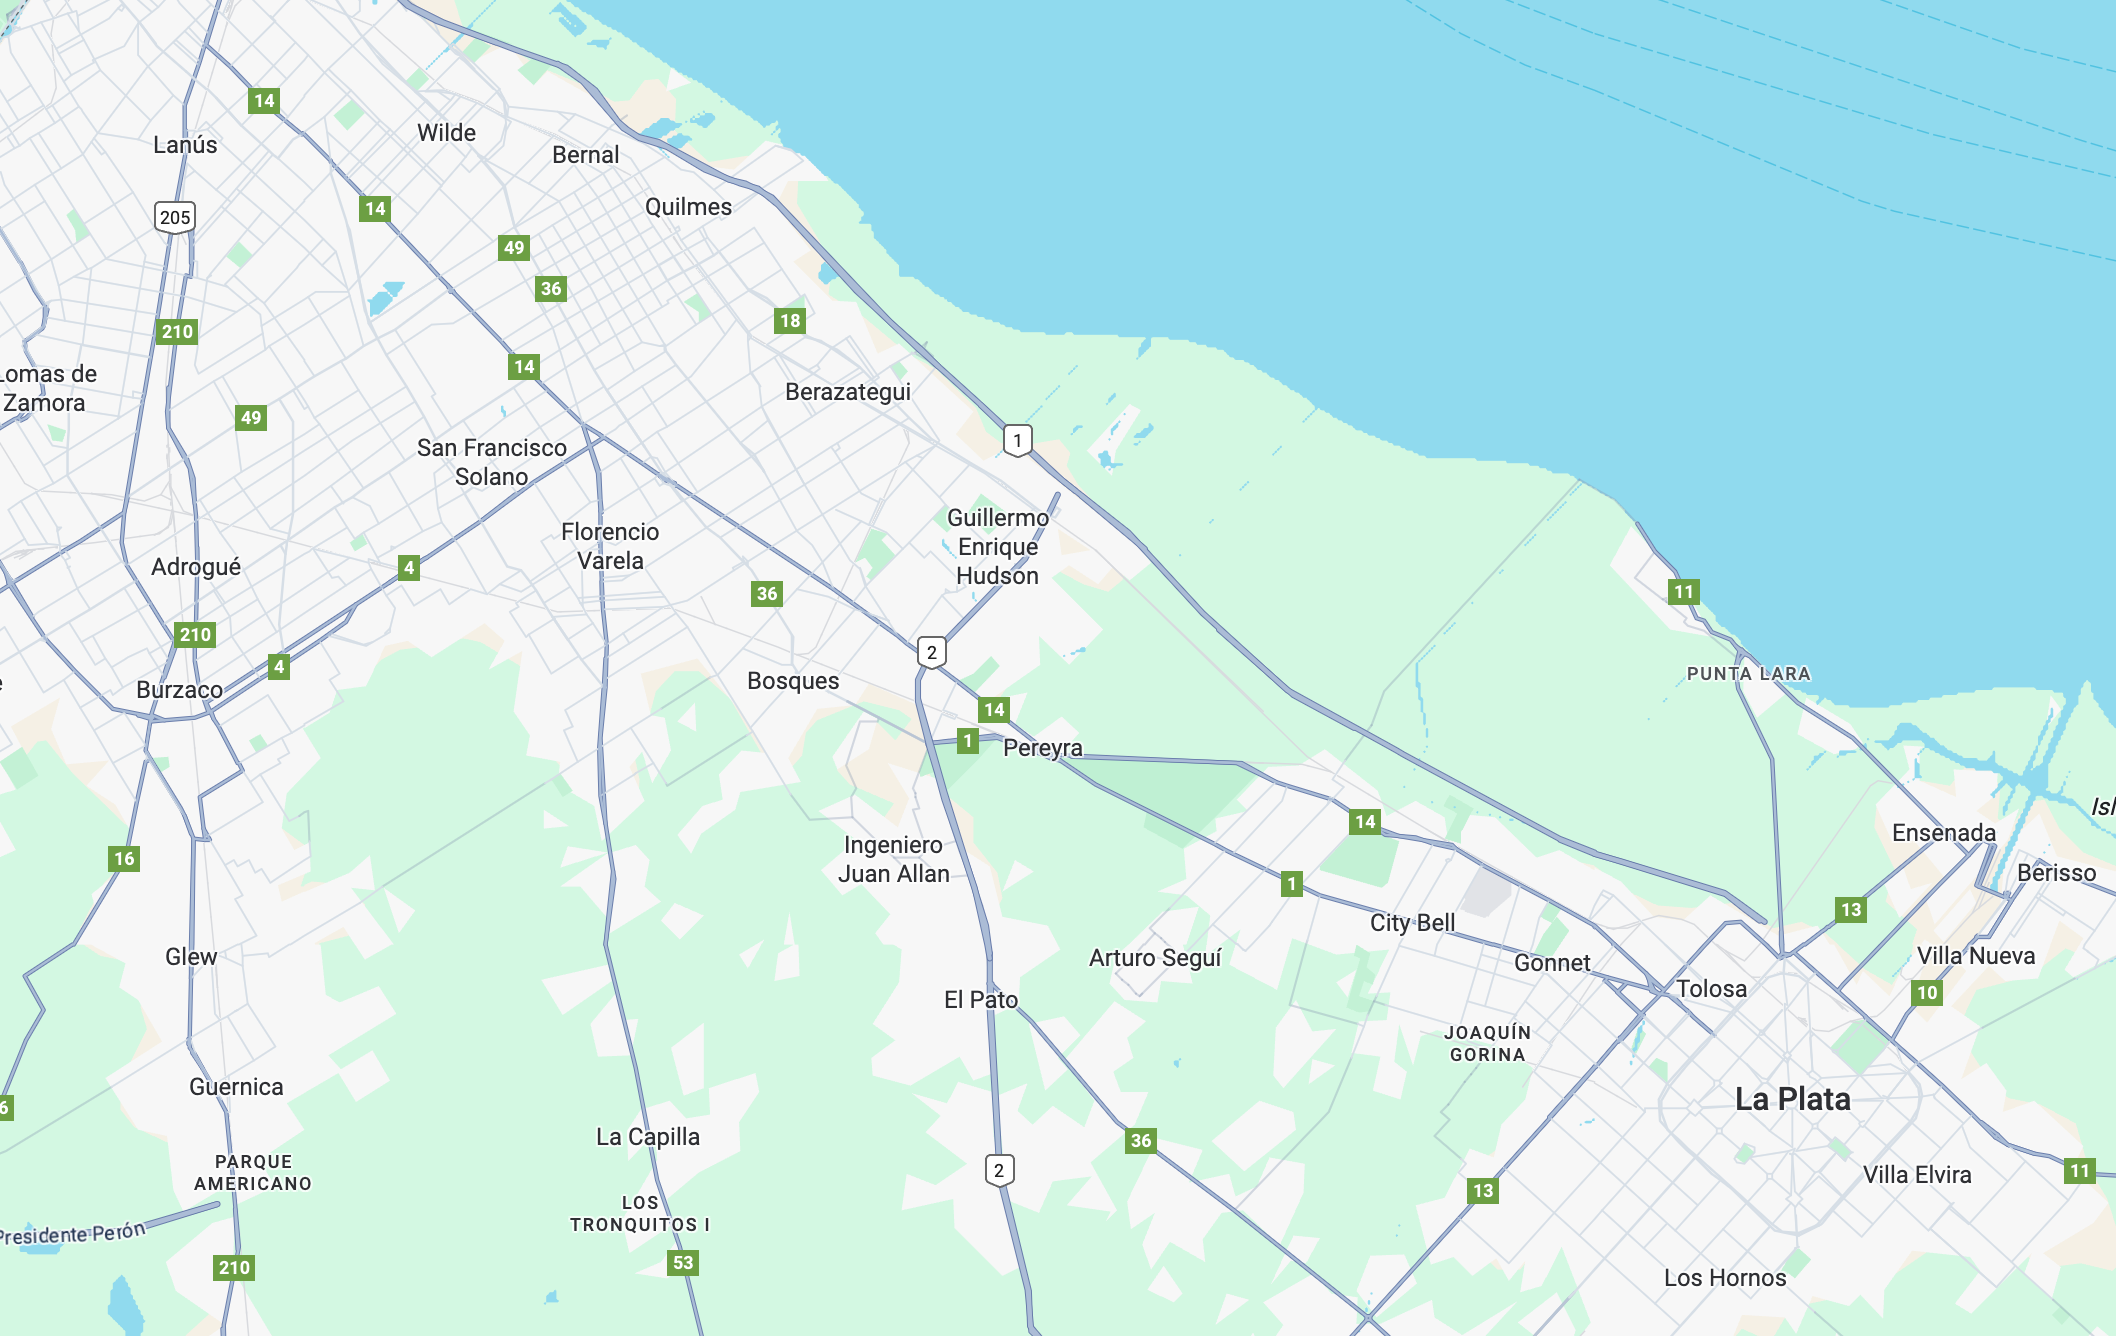 14
Wilde
Lanús
Bernal
205
14
Quilmes
49
36
210
18
14
Lomas de
Zamora
Berazategui
49
1
San Francisco
Solano
Guillermo
Enrique
Hudson
Florencio
Varela
Adrogué
4
36
11
210
4
2
Burzaco
Bosques
PUNTA LARA
14
1
Pereyra
14
Isl
Ensenada
16
Ingeniero
Juan Allan
1
Berisso
City Bell
13
Glew
Arturo Seguí
Gonnet
Villa Nueva
El Pato
Tolosa
10
JOAQUÍN
GORINA
Guernica
6
La Plata
La Capilla
36
PARQUE
AMERICANO
2
13
Villa Elvira
11
LOS
TRONQUITOS I
Presidente Perón
210
53
Los Hornos